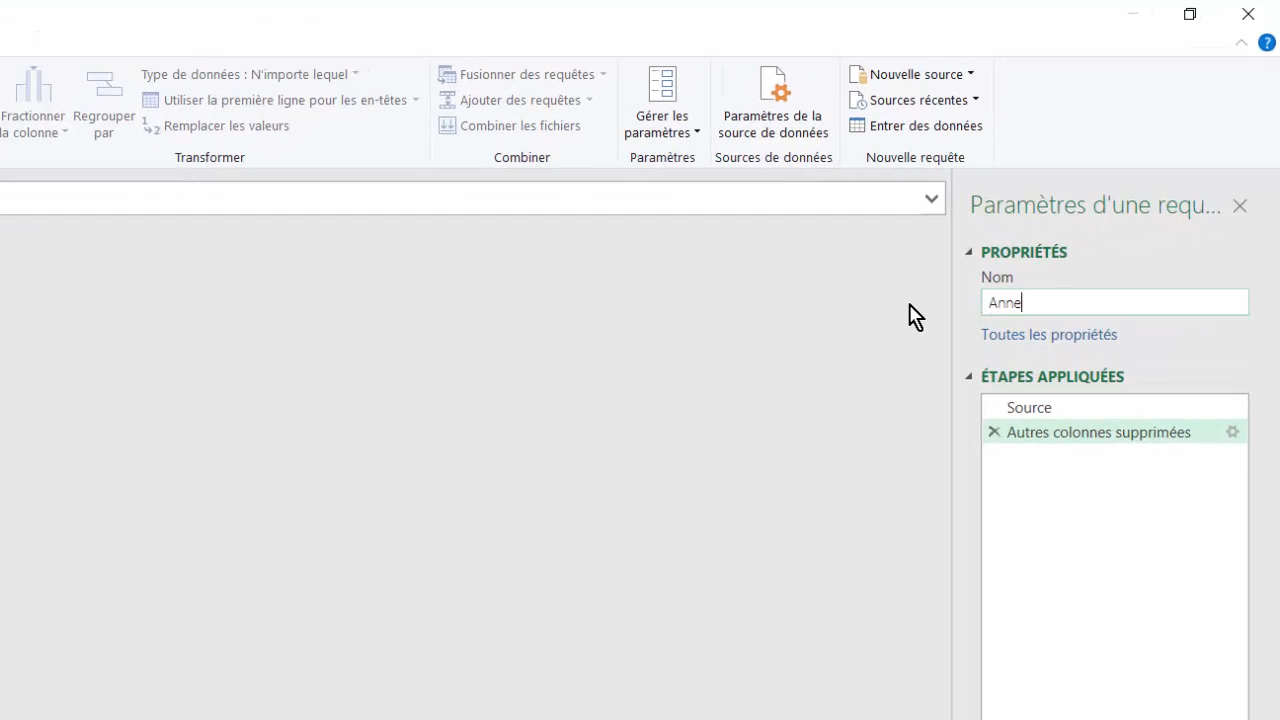 Type de données : N'importe lequel
Fusionner des requêtes
Nouvelle source
Fractionner
la colonne
Regrouper
par
Utiliser la première ligne pour les en-têtes
Ajouter des requêtes
Gérer les
paramètres
Paramètres de la
source de données
Sources récentes
Remplacer les valeurs
Combiner les fichiers
Entrer des données
Transformer
Combiner
Paramètres
Sources de données
Nouvelle requête
Paramètres d'une requ...
PROPRIÉTÉS
Nom
Anne
Toutes les propriétés
ÉTAPES APPLIQUÉES
Source
Autres colonnes supprimées